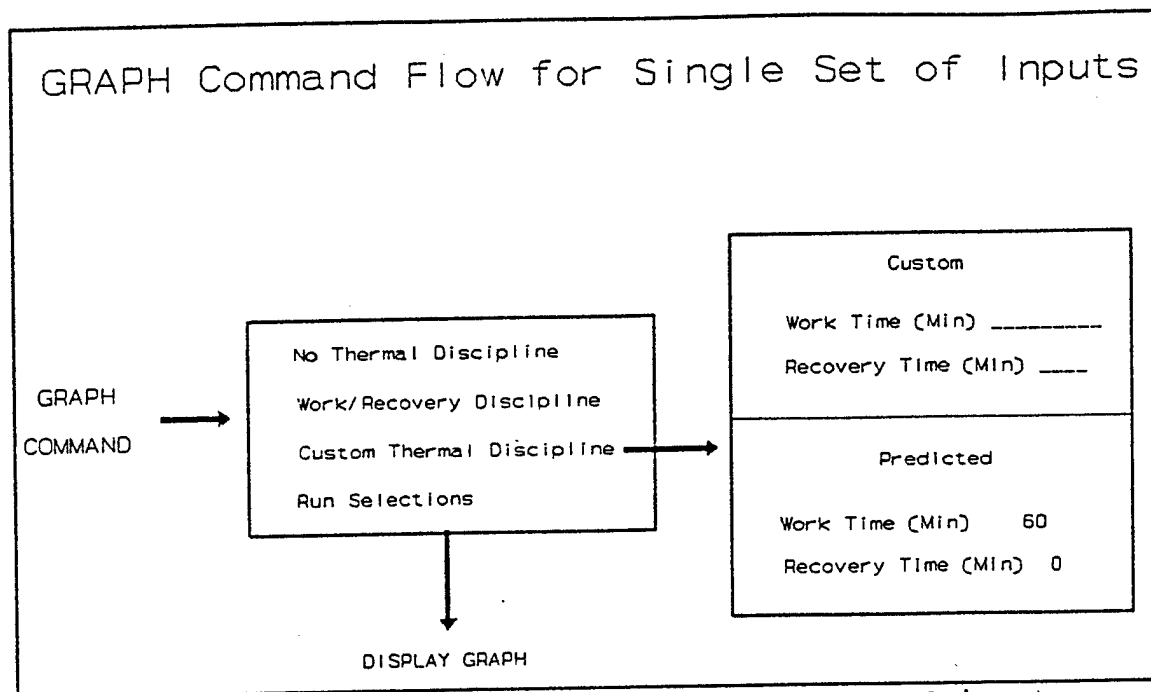 GRAPH Command Flow for Single Set of Inputs
GRAPH
COMMAND
No Thermal Discipline
Work/Recovery Discipline
Custom Thermal Discipline
Run Selections
DISPLAY GRAPH
Custom
Work Time (Min) _________
Recovery Time (Min) ____
Predicted
Work Time (Min) 60
Recovery Time (Min) 0